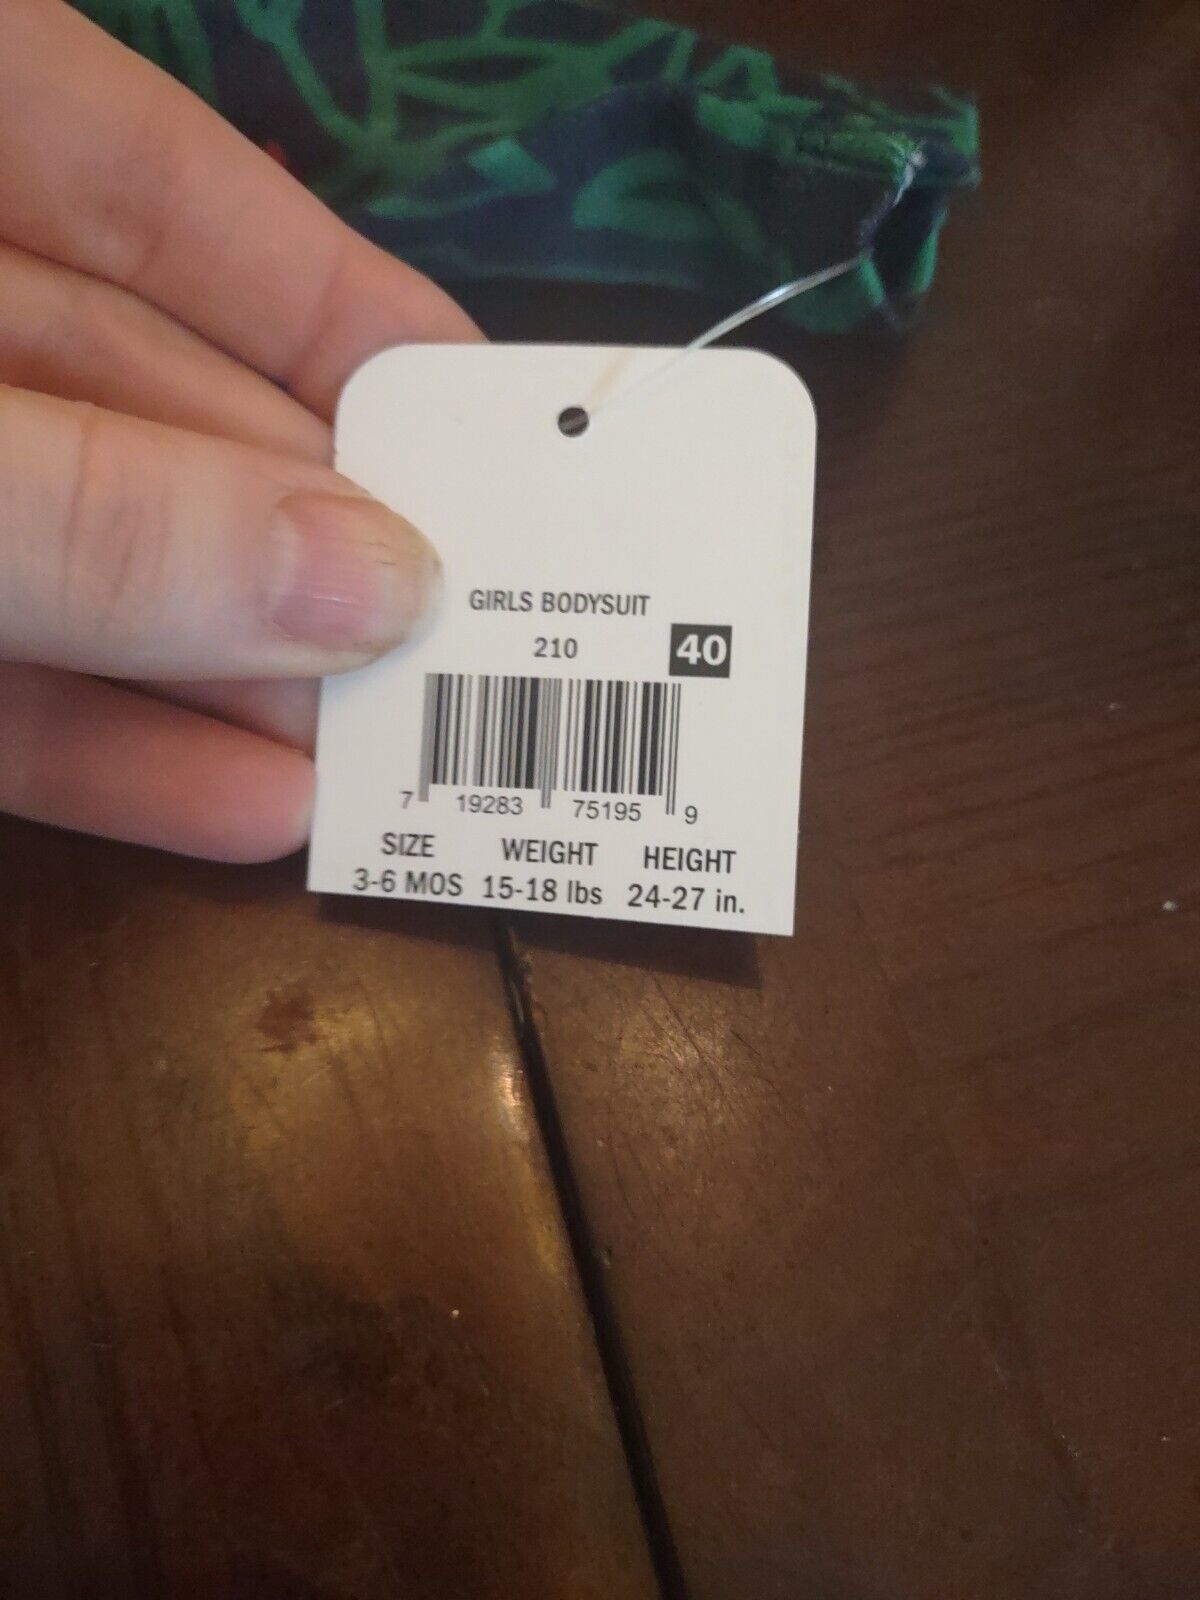 GIRLS BODYSUIT
210 40
7 19283 75195 9
SIZE WEIGHT HEIGHT
3-6 MOS 15-18 lbs 24-27 in.